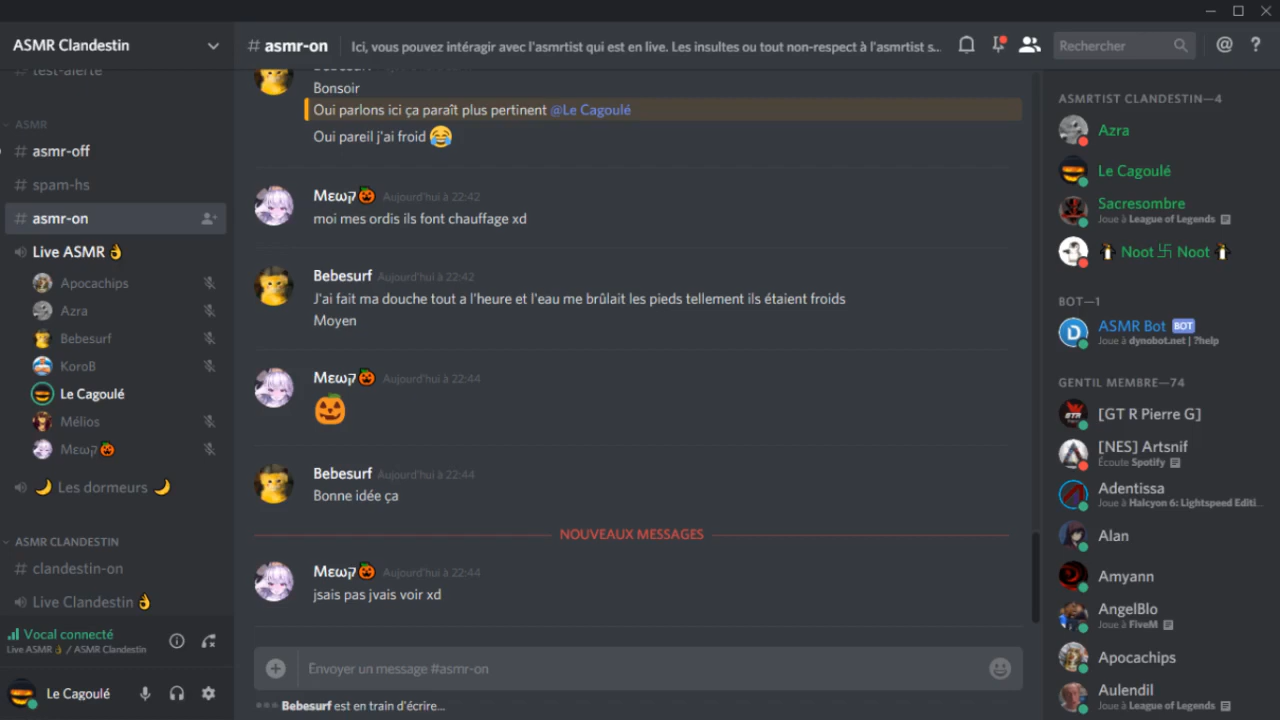 ASMR Clandestin
# test-alerte
ASMR
# asmr-off
# spam-hs
# asmr-on
Live ASMR 👌
Apocachips
Azra
Bebesurf
KoroB
Le Cagoulé
Mélios
Mεωק🎃
🌙 Les dormeurs 🌙
ASMR CLANDESTIN
# clandestin-on
Live Clandestin 👌
Vocal connecté
Live ASMR 👌 / ASMR Clandestin
Le Cagoulé
# asmr-on
Ici, vous pouvez intéragir avec l'asmrtist qui est en live. Les insultes ou tout non-respect à l'asmrtist s...
Rechercher
Bebesurf
Bonsoir
Oui parlons ici ça paraît plus pertinent @Le Cagoulé
Oui pareil j'ai froid 😂
Mεωק🎃 Aujourd'hui à 22:42
moi mes ordis ils font chauffage xd
Bebesurf Aujourd'hui à 22:42
J'ai fait ma douche tout a l'heure et l'eau me brûlait les pieds tellement ils étaient froids
Moyen
Mεωק🎃 Aujourd'hui à 22:44
🎃
Bebesurf Aujourd'hui à 22:44
Bonne idée ça
NOUVEAUX MESSAGES
Mεωק🎃 Aujourd'hui à 22:44
jsais pas jvais voir xd
Envoyer un message #asmr-on
Bebesurf est en train d'écrire...
ASMRTIST CLANDESTIN—4
Azra
Le Cagoulé
Sacresombre
Joue à League of Legends
🐧 Noot 卐 Noot 🐧
BOT—1
ASMR Bot BOT
Joue à dynobot.net | ?help
GENTIL MEMBRE—74
[GT R Pierre G]
[NES] Artsnif
Écoute Spotify
Adentissa
Joue à Halcyon 6: Lightspeed Editi...
Alan
Amyann
AngelBlo
Joue à FiveM
Apocachips
Aulendil
Joue à League of Legends